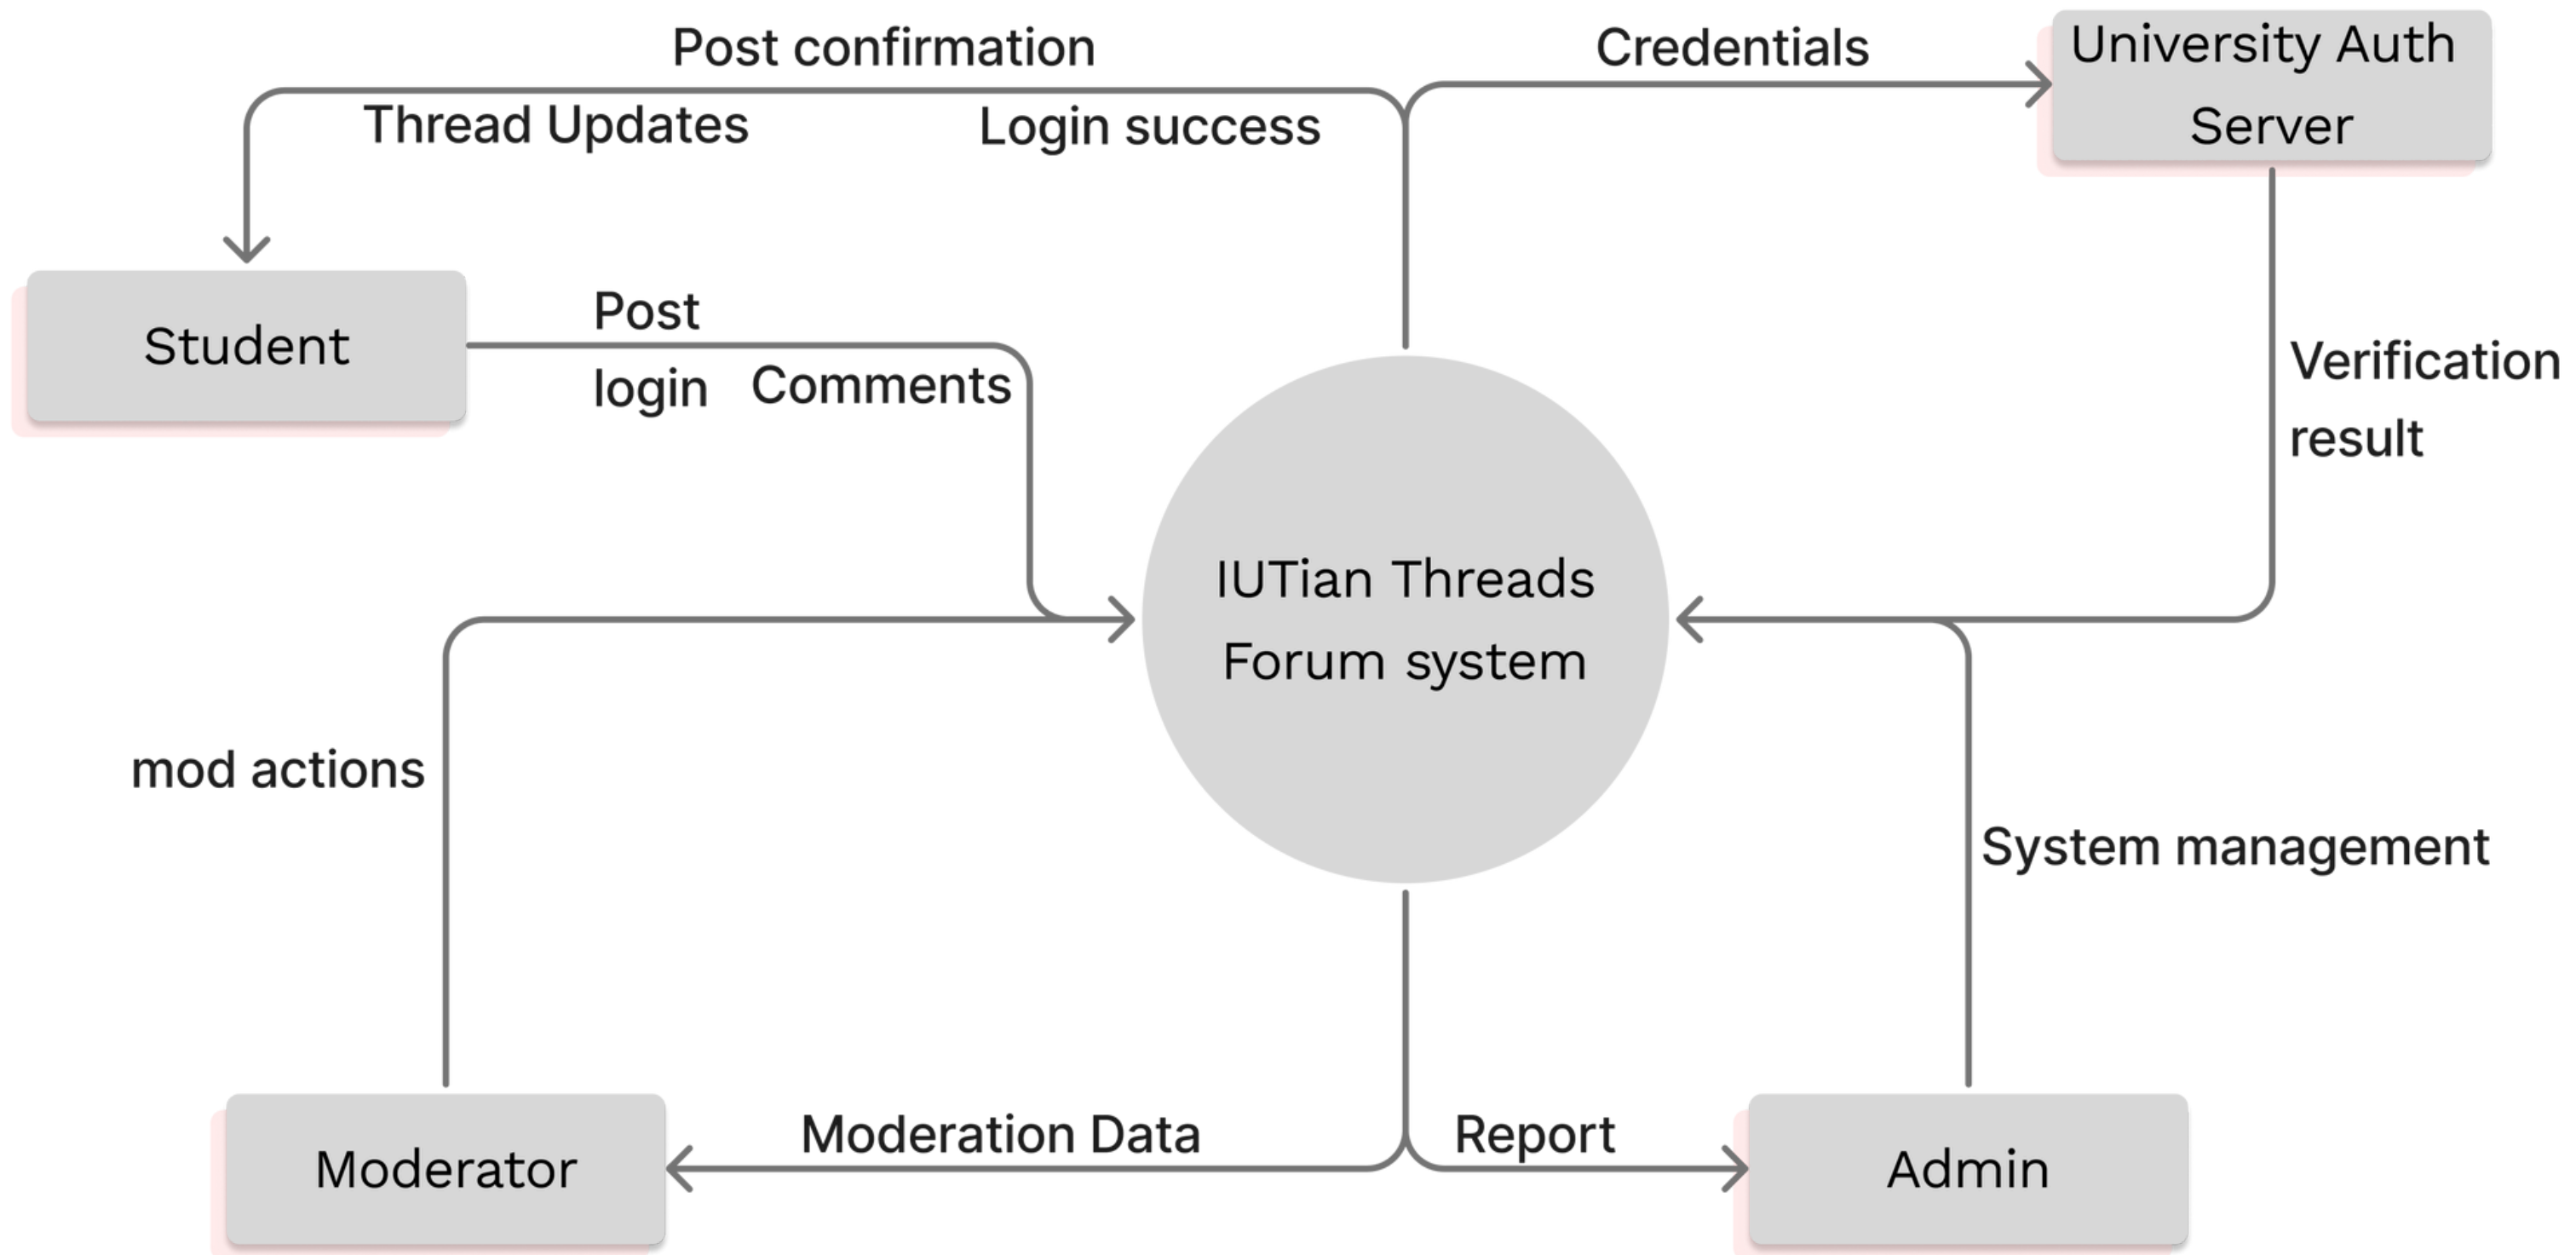 Post confirmation
Credentials
University Auth
Server
Thread Updates
Login success
Student
Post
login
Comments
Verification
result
IUTian Threads
Forum system
mod actions
System management
Moderator
Moderation Data
Report
Admin